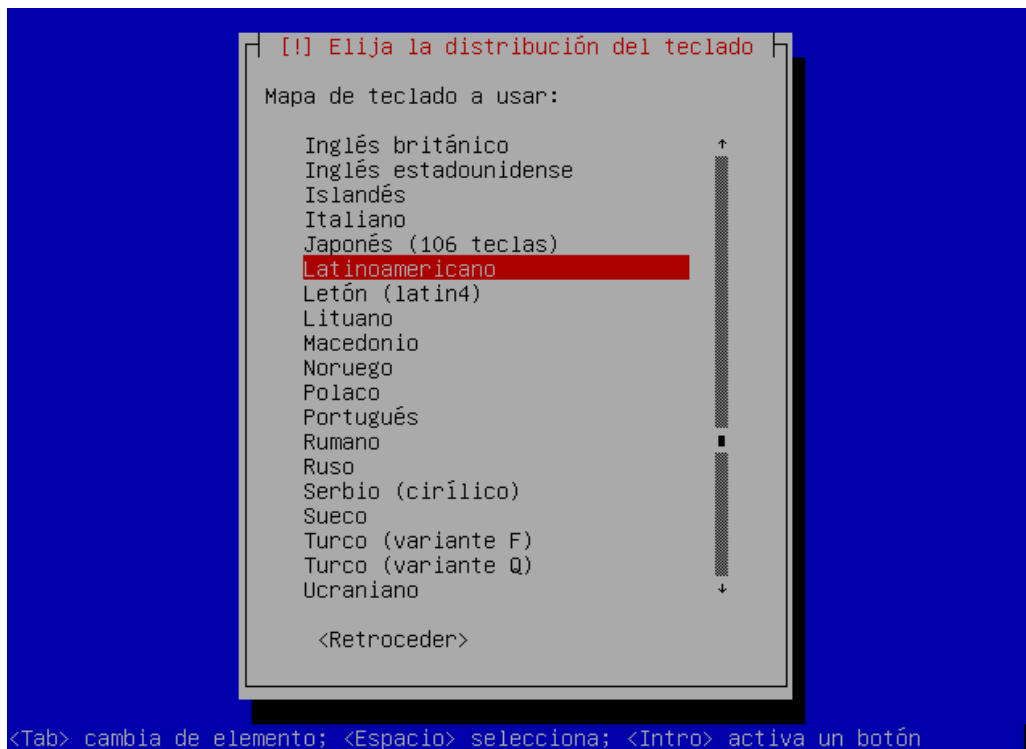 [!] Elija la distribución del teclado
Mapa de teclado a usar:
Inglés británico
Inglés estadounidense
Islandés
Italiano
Japonés (106 teclas)
Latinoamericano
Letón (latin4)
Lituano
Macedonio
Noruego
Polaco
Portugués
Rumano
Ruso
Serbio (cirílico)
Sueco
Turco (variante F)
Turco (variante Q)
Ucraniano
<Retroceder>
<Tab> cambia de elemento; <Espacio> selecciona; <Intro> activa un botón